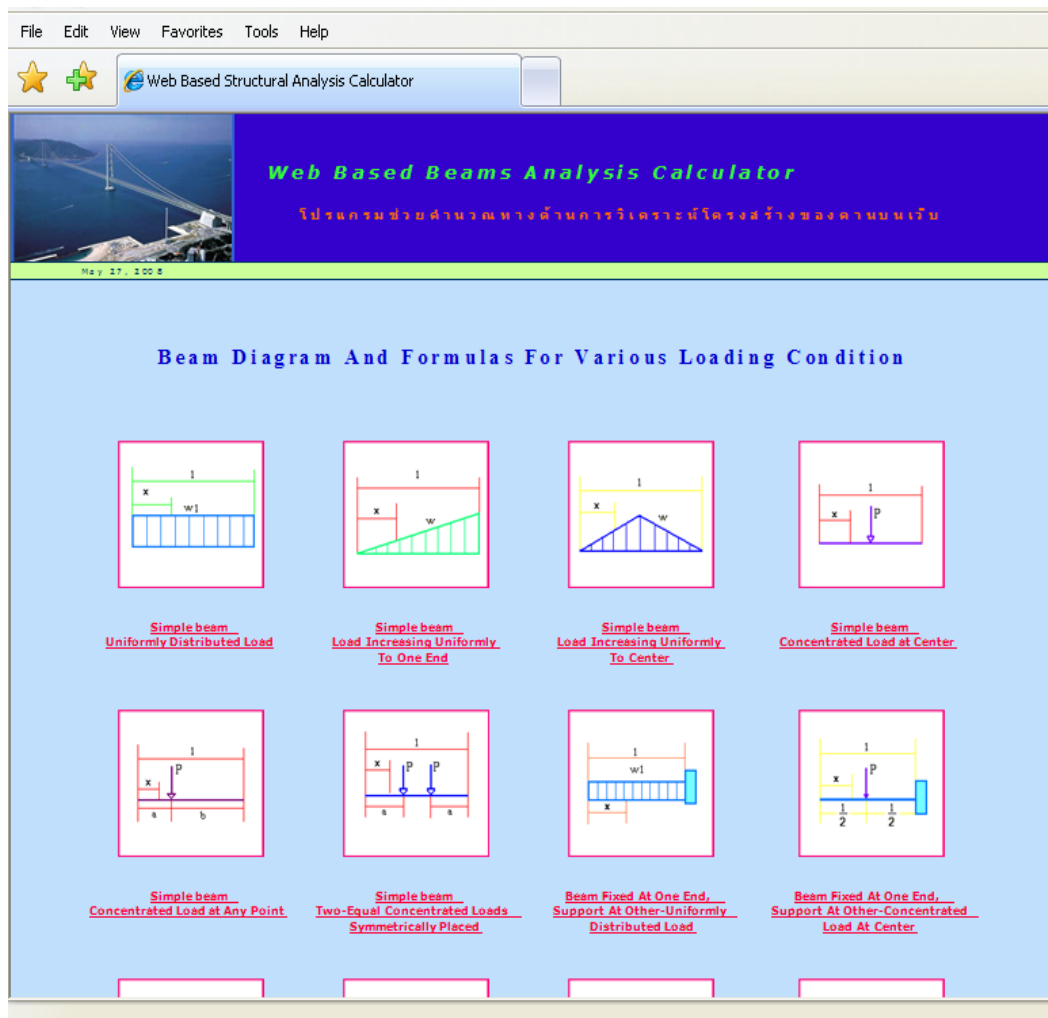 File Edit View Favorites Tools Help
Web Based Structural Analysis Calculator
Web Based Beams Analysis Calculator
โปรแกรมช่วยคำนวณทางด้านการวิเคราะห์โครงสร้างของคานบนเว็บ
May 27, 2008
Beam Diagram And Formulas For Various Loading Condition
l
x
w1
l
x
w
l
x
w
l
x
P
Simple beam
Uniformly Distributed Load
Simple beam
Load Increasing Uniformly
To One End
Simple beam
Load Increasing Uniformly
To Center
Simple beam
Concentrated Load at Center
l
x
P
a b
l
x
P P
a a
l
w1
x
l
x
P
1/2 1/2
Simple beam
Concentrated Load at Any Point
Simple beam
Two-Equal Concentrated Loads
Symmetrically Placed
Beam Fixed At One End,
Support At Other-Uniformly
Distributed Load
Beam Fixed At One End,
Support At Other-Concentrated
Load At Center